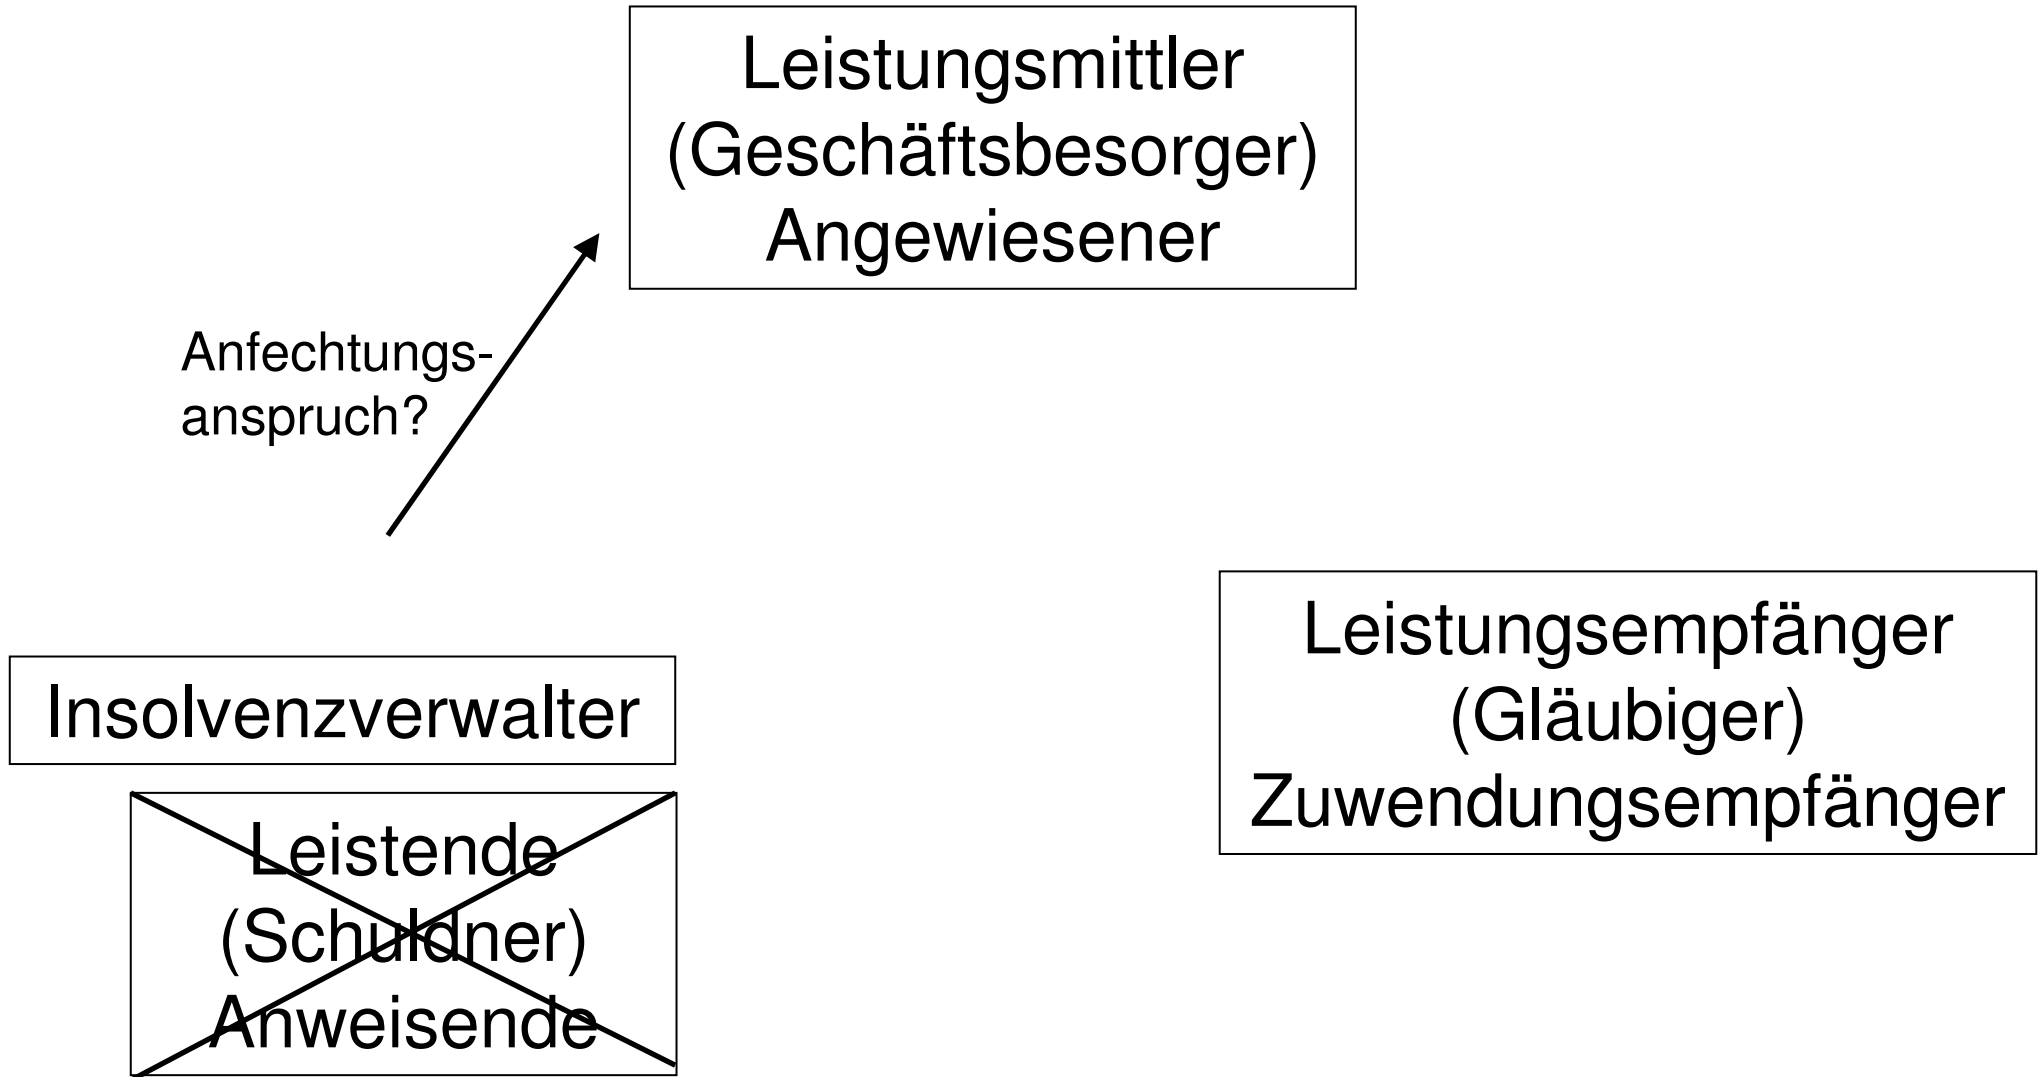 Leistungsmittler
(Geschäftsbesorger)
Angewiesener
Anfechtungs-
anspruch?
Insolvenzverwalter
Leistende
(Schuldner)
Anweisende
Leistungsempfänger
(Gläubiger)
Zuwendungsempfänger